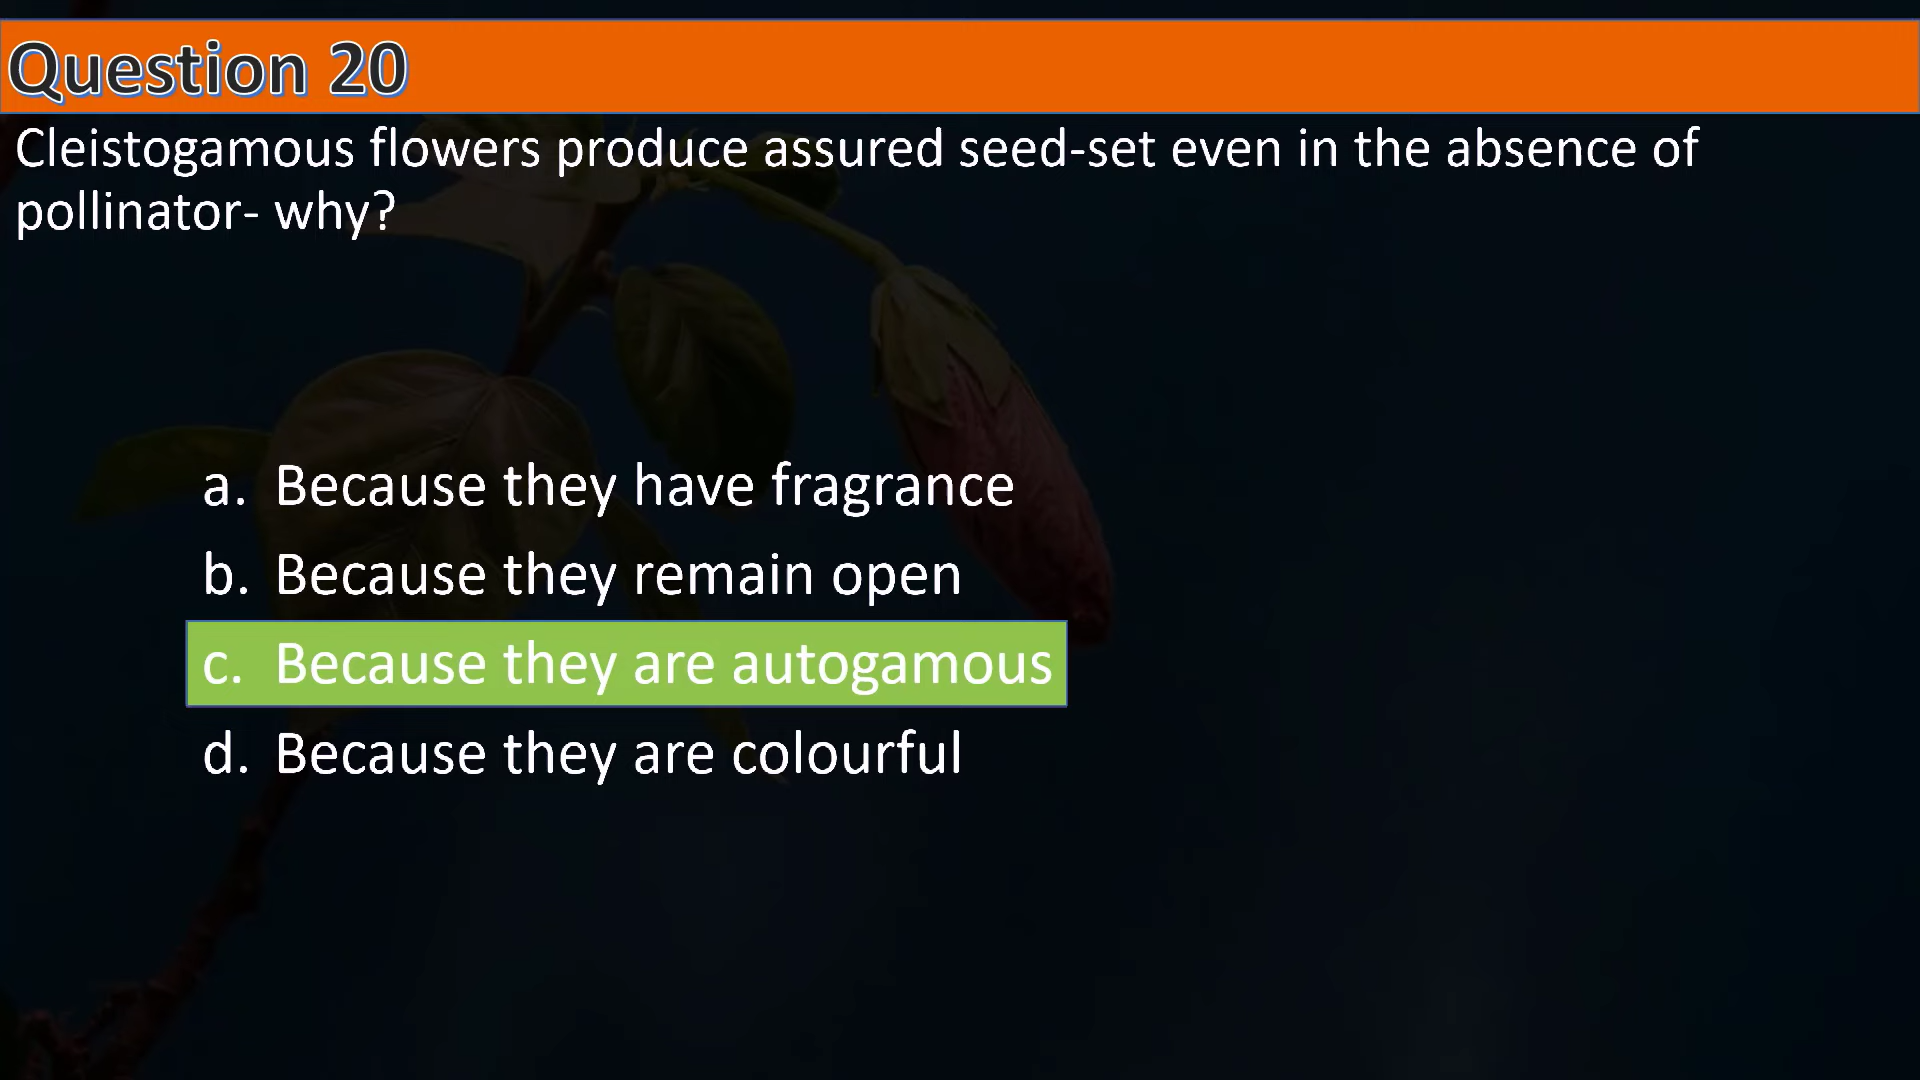 Question 20
Cleistogamous flowers produce assured seed-set even in the absence of
pollinator- why?
a. Because they have fragrance
b. Because they remain open
c. Because they are autogamous
d. Because they are colourful